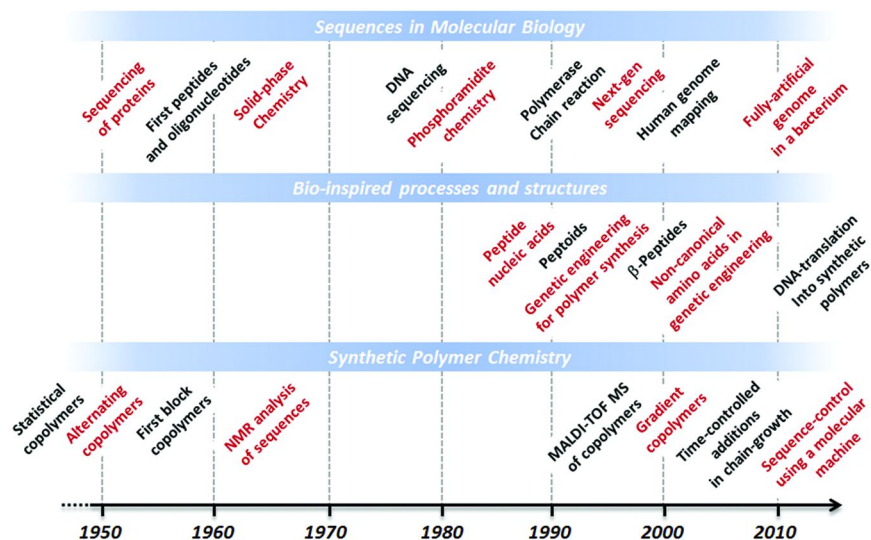 Sequences in Molecular Biology
Sequencing
of proteins
First peptides
and oligonucleotides
Solid-phase
Chemistry
DNA
sequencing
Phosphoramidite
chemistry
Polymerase
Chain reaction
Next-gen
sequencing
Human genome
mapping
Fully-artificial
genome
in a bacterium
Bio-inspired processes and structures
Peptide
nucleic acids
Peptoids
Genetic engineering
for polymer synthesis
β-Peptides
Non-canonical
amino acids in
genetic engineering
DNA-translation
Into synthetic
polymers
Synthetic Polymer Chemistry
Statistical
copolymers
Alternating
copolymers
First block
copolymers
NMR analysis
of sequences
MALDI-TOF MS
of copolymers
Gradient
copolymers
Time-controlled
additions
in chain-growth
Sequence-control
using a molecular
machine
1950 1960 1970 1980 1990 2000 2010